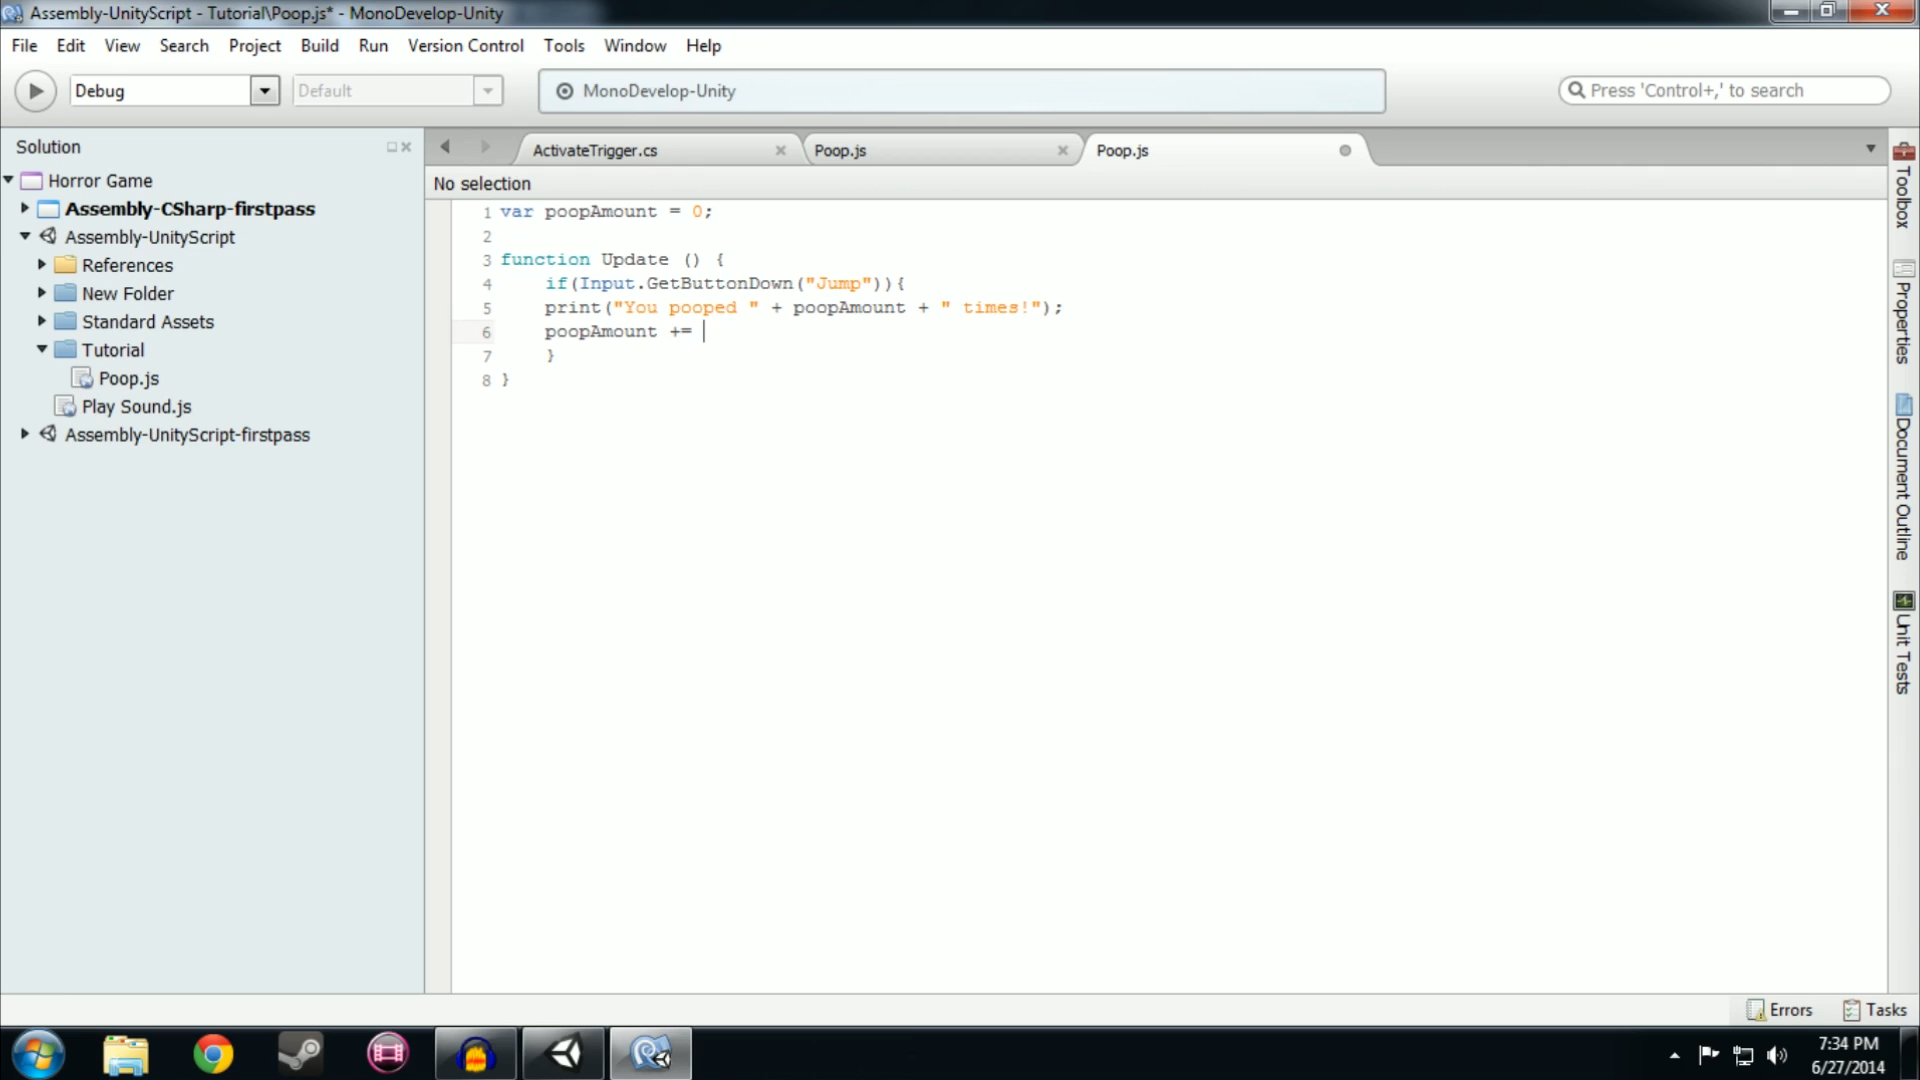 Assembly-UnityScript - Tutorial\Poop.js* - MonoDevelop-Unity
File Edit View Search Project Build Run Version Control Tools Window Help
Debug Default MonoDevelop-Unity Press 'Control+,' to search
Solution
Horror Game
Assembly-CSharp-firstpass
Assembly-UnityScript
References
New Folder
Standard Assets
Tutorial
Poop.js
Play Sound.js
Assembly-UnityScript-firstpass
ActivateTrigger.cs Poop.js Poop.js
No selection
1 var poopAmount = 0;
2
3 function Update () {
4 if(Input.GetButtonDown("Jump")){
5 print("You pooped " + poopAmount + " times!");
6 poopAmount +=
7 }
8 }
Toolbox
Properties
Document Outline
Unit Tests
Errors Tasks
7:34 PM
6/27/2014